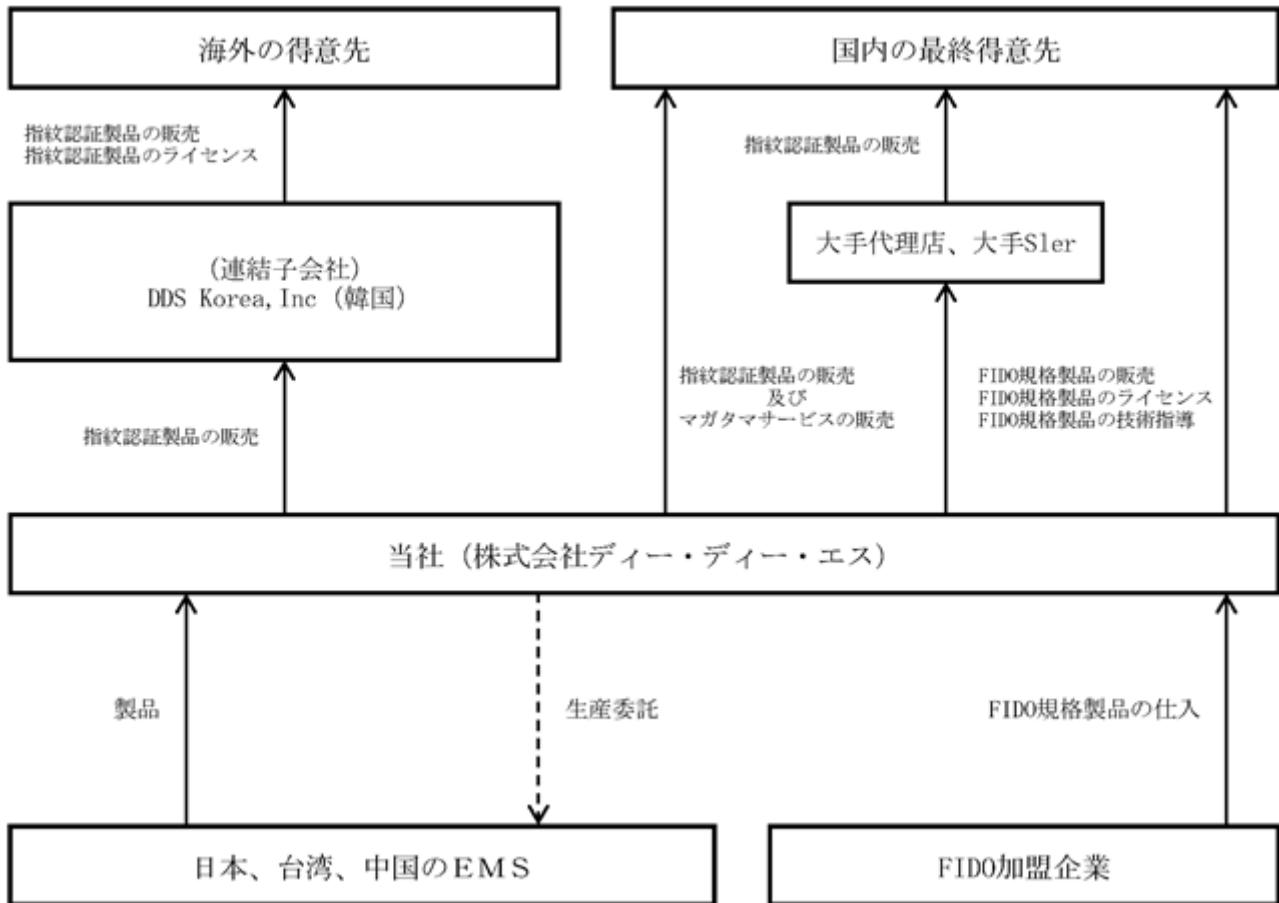 海外の得意先
国内の最終得意先
指紋認証製品の販売
指紋認証製品のライセンス
指紋認証製品の販売
大手代理店、大手SIer
(連結子会社)
DDS Korea,Inc (韓国)
指紋認証製品の販売
及び
マガタマサービスの販売
FIDO規格製品の販売
FIDO規格製品のライセンス
FIDO規格製品の技術指導
指紋認証製品の販売
当社 (株式会社ディー・ディー・エス)
製品
生産委託
FIDO規格製品の仕入
日本、台湾、中国のＥＭＳ
FIDO加盟企業